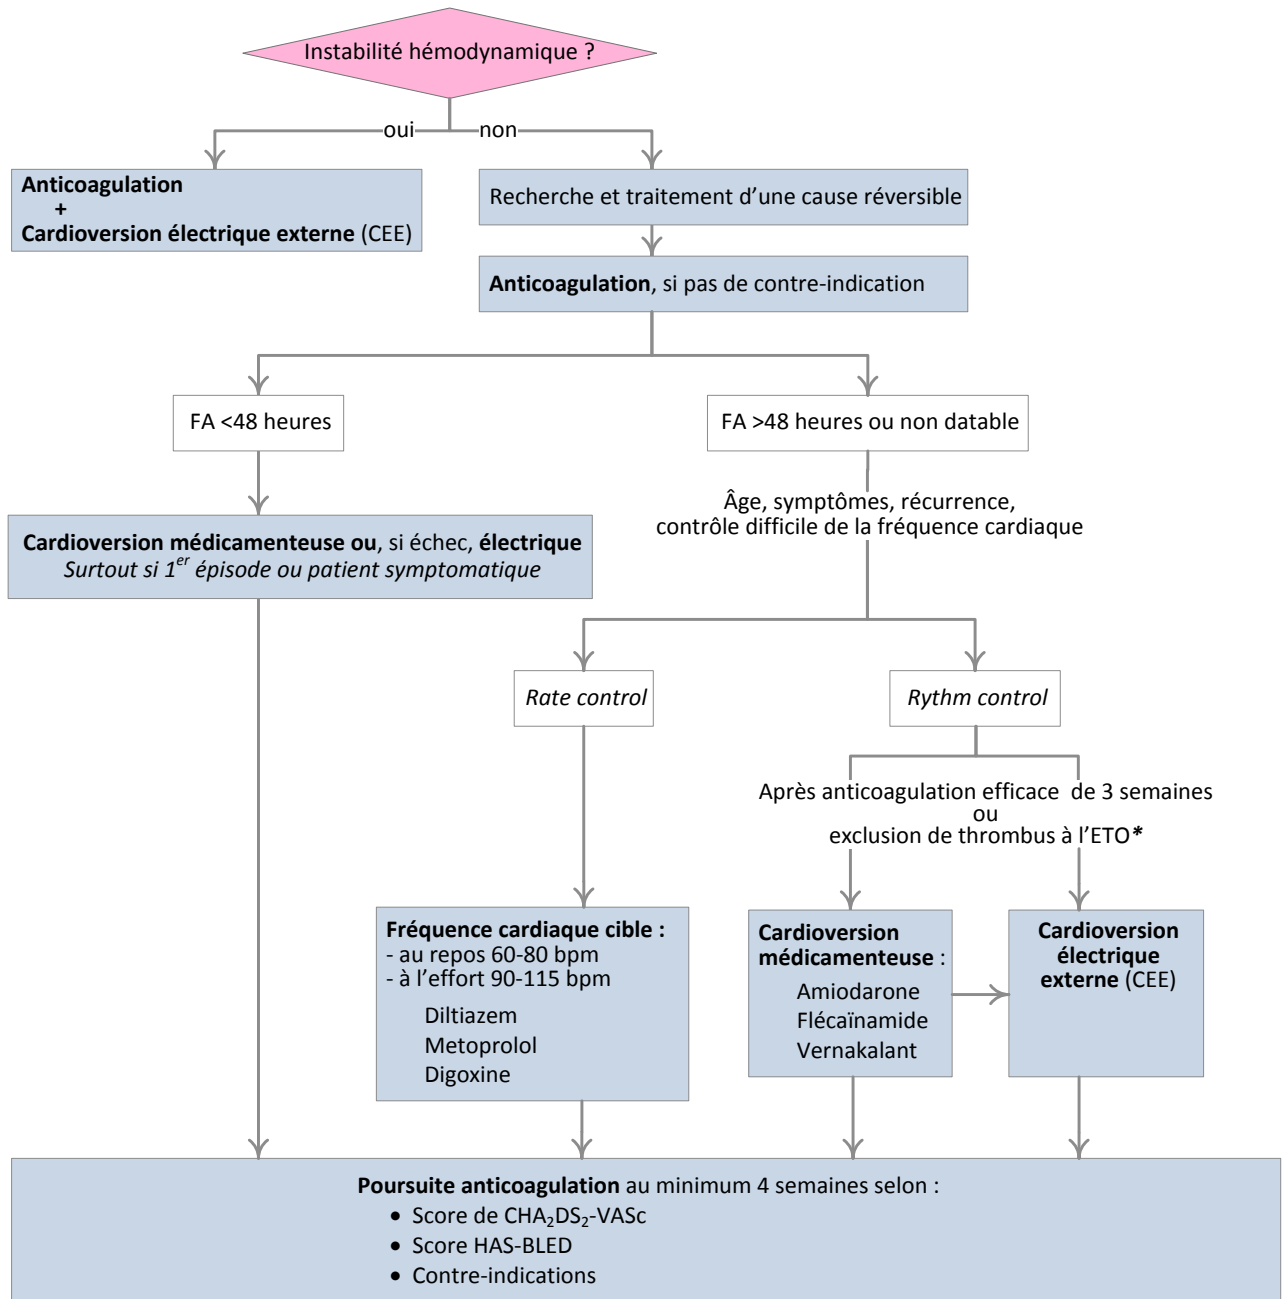 Instabilité hémodynamique ?
oui
non
Anticoagulation
+
Cardioversion électrique externe (CEE)
Recherche et traitement d’une cause réversible
Anticoagulation, si pas de contre-indication
FA <48 heures
FA >48 heures ou non datable
Âge, symptômes, récurrence,
contrôle difficile de la fréquence cardiaque
Cardioversion médicamenteuse ou, si échec, électrique
Surtout si 1er épisode ou patient symptomatique
Rate control
Rythm control
Après anticoagulation efficace de 3 semaines
ou
exclusion de thrombus à l’ETO*
Fréquence cardiaque cible :
- au repos 60-80 bpm
- à l’effort 90-115 bpm
Diltiazem
Metoprolol
Digoxine
Cardioversion
médicamenteuse :
Amiodarone
Flécaïnamide
Vernakalant
Cardioversion
électrique
externe (CEE)
Poursuite anticoagulation au minimum 4 semaines selon :
• Score de CHA2DS2-VASc
• Score HAS-BLED
• Contre-indications